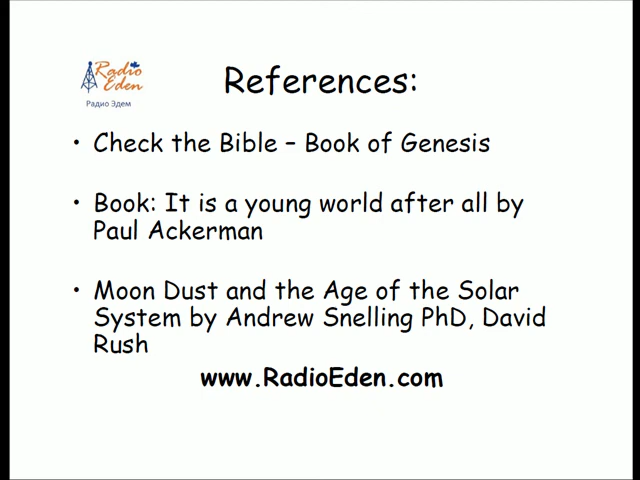 Radio
Eden
Радио Эдем
References:
• Check the Bible – Book of Genesis
• Book: It is a young world after all by
Paul Ackerman
• Moon Dust and the Age of the Solar
System by Andrew Snelling PhD, David
Rush
www.RadioEden.com